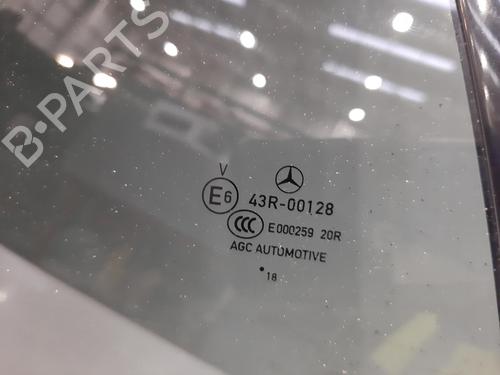 B-PARTS
V
E6 43R-00128
CCC E000259 20R
AGC AUTOMOTIVE
•18